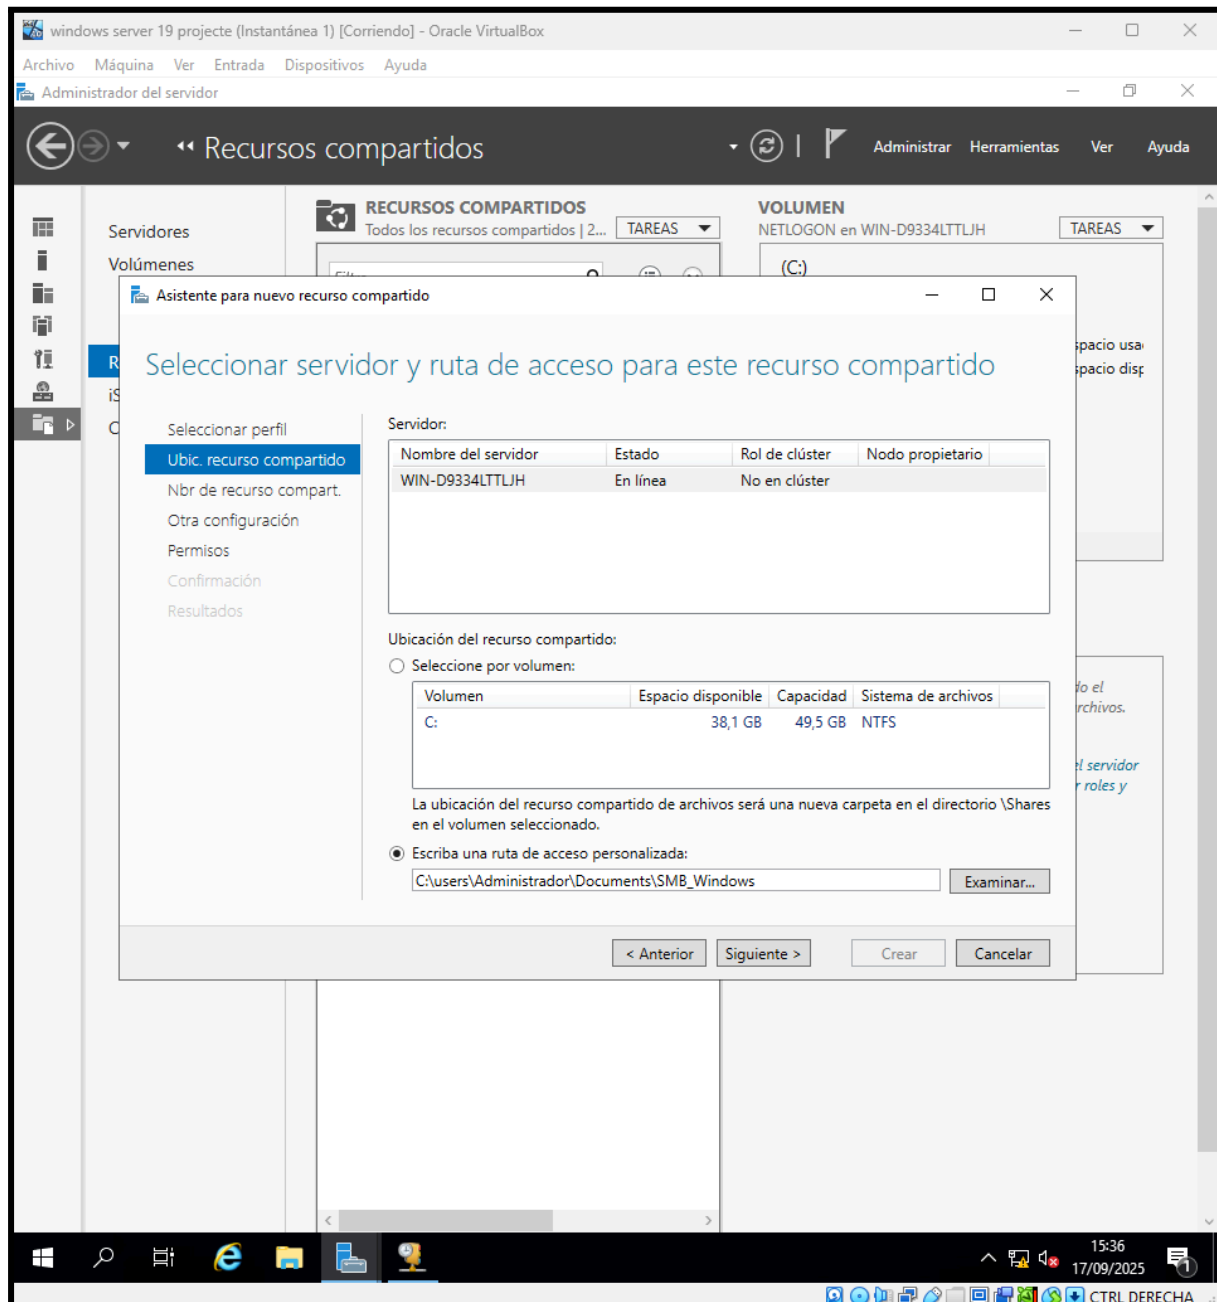 windows server 19 projecte (Instantánea 1) [Corriendo] - Oracle VirtualBox
Archivo Máquina Ver Entrada Dispositivos Ayuda
Administrador del servidor
Recursos compartidos
Administrar Herramientas Ver Ayuda
Servidores
Volúmenes
RECURSOS COMPARTIDOS
Todos los recursos compartidos | 2...
TAREAS
VOLUMEN
NETLOGON en WIN-D9334LTTLJH
TAREAS
(C:)
Asistente para nuevo recurso compartido
Seleccionar servidor y ruta de acceso para este recurso compartido
Seleccionar perfil
Ubic. recurso compartido
Nbr de recurso compart.
Otra configuración
Permisos
Confirmación
Resultados
Servidor:
Nombre del servidor Estado Rol de clúster Nodo propietario
WIN-D9334LTTLJH En línea No en clúster
Ubicación del recurso compartido:
Seleccione por volumen:
Volumen Espacio disponible Capacidad Sistema de archivos
C: 38,1 GB 49,5 GB NTFS
La ubicación del recurso compartido de archivos será una nueva carpeta en el directorio \Shares
en el volumen seleccionado.
Escriba una ruta de acceso personalizada:
C:\users\Administrador\Documents\SMB_Windows
Examinar...
< Anterior Siguiente > Crear Cancelar
el
servidor
roles y
15:36
17/09/2025
1
CTRL DERECHA